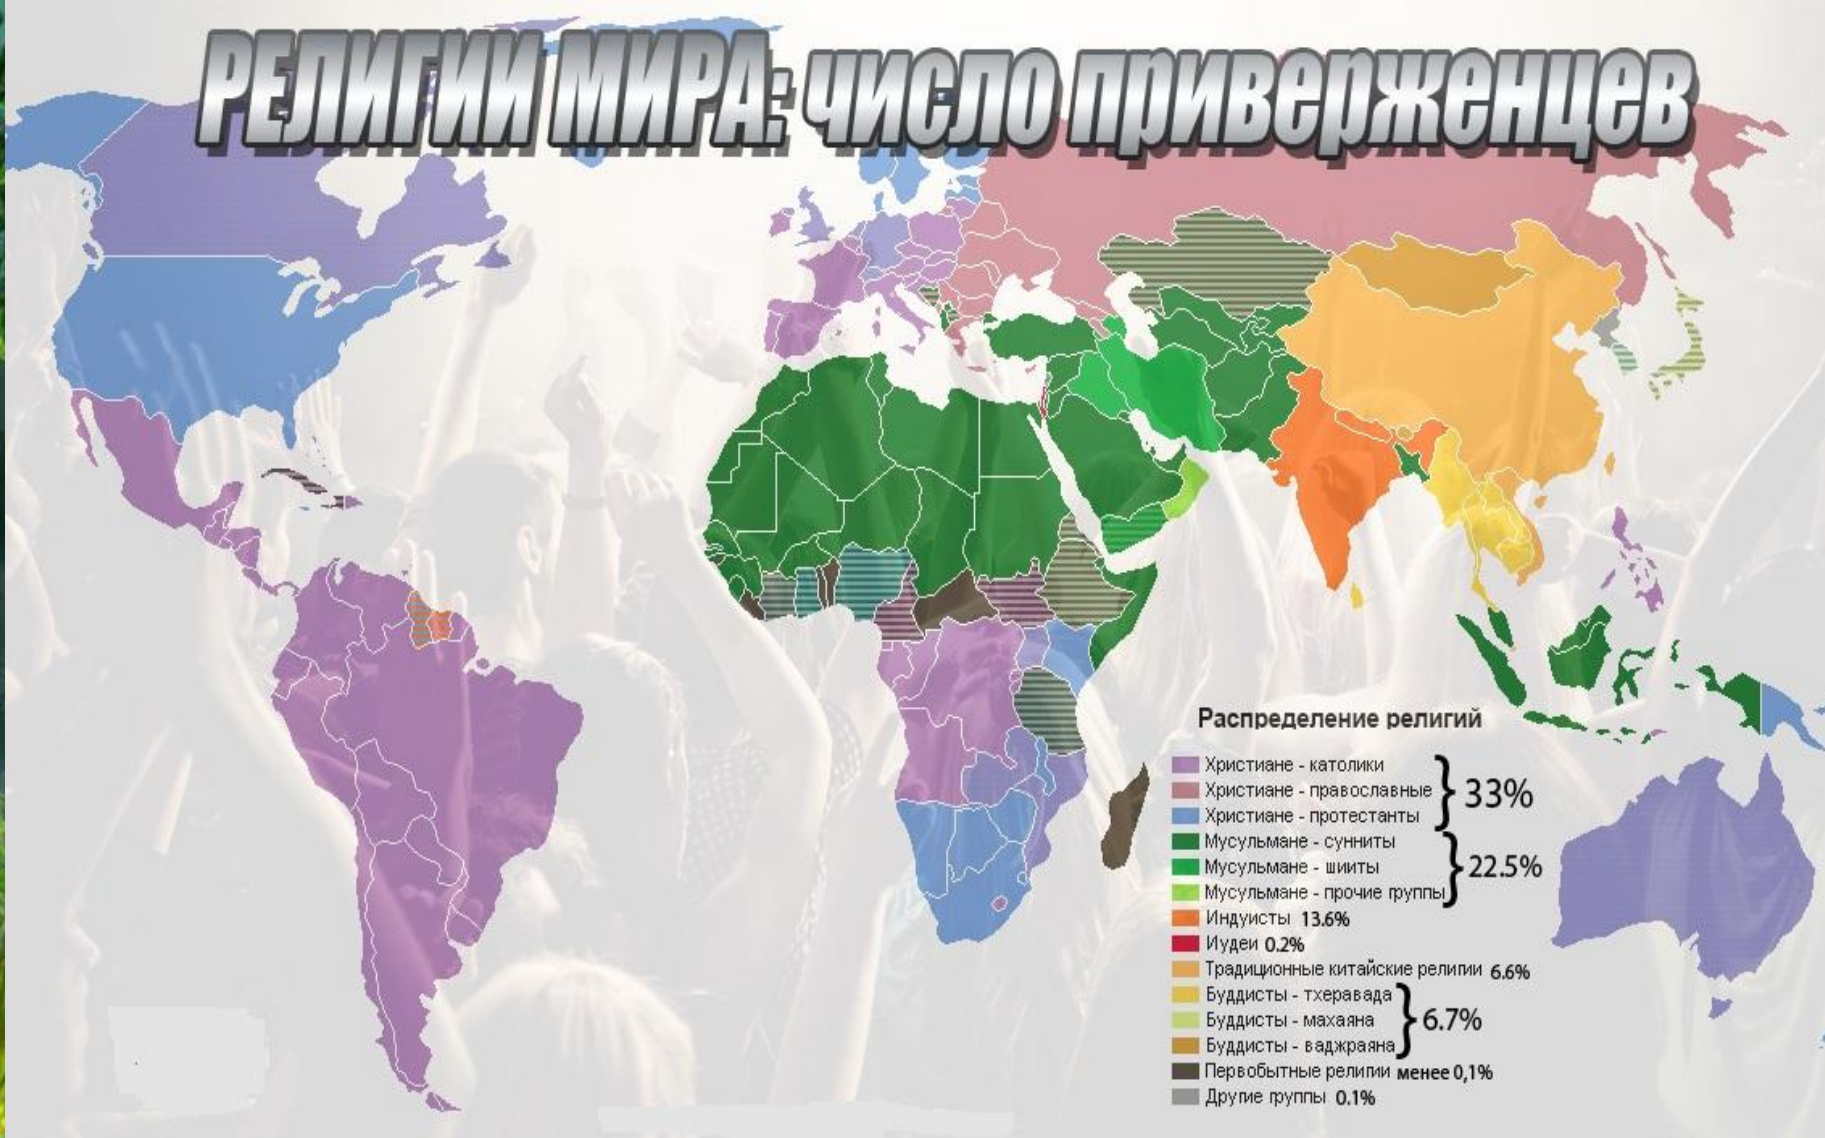 РЕЛИГИИ МИРА: число приверженцев
Распределение религий
Христиане - католики
Христиане - православные
Христиане - протестанты
33%
Мусульмане - сунниты
Мусульмане - шииты
Мусульмане - прочие группы
22.5%
Индуисты 13.6%
Иудеи 0.2%
Традиционные китайские религии 6.6%
Буддисты - тхеравада
Буддисты - махаяна
Буддисты - ваджраяна
6.7%
Первобытные религии менее 0,1%
Другие группы 0.1%